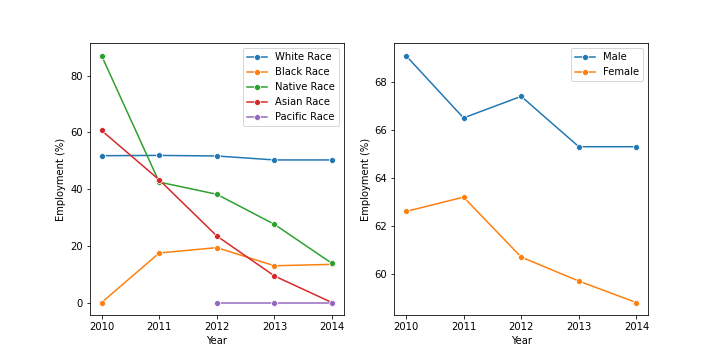 White Race
Black Race
Native Race
Asian Race
Pacific Race
80
60
40
20
0
Employment (%)
2010 2011 2012 2013 2014
Year
Male
Female
68
66
64
62
60
Employment (%)
2010 2011 2012 2013 2014
Year